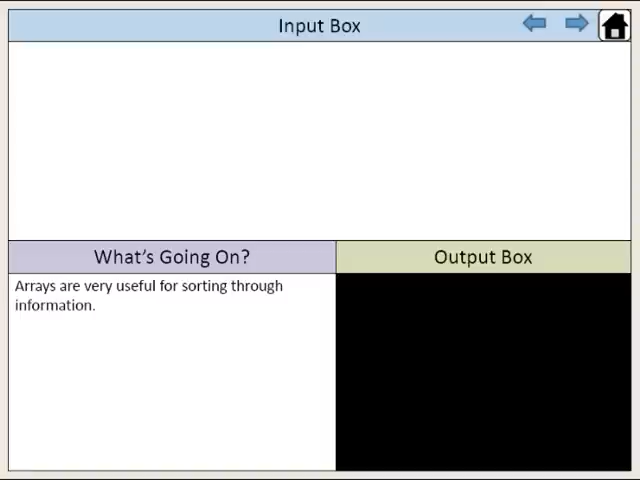 Input Box
What's Going On?
Output Box
Arrays are very useful for sorting through
information.